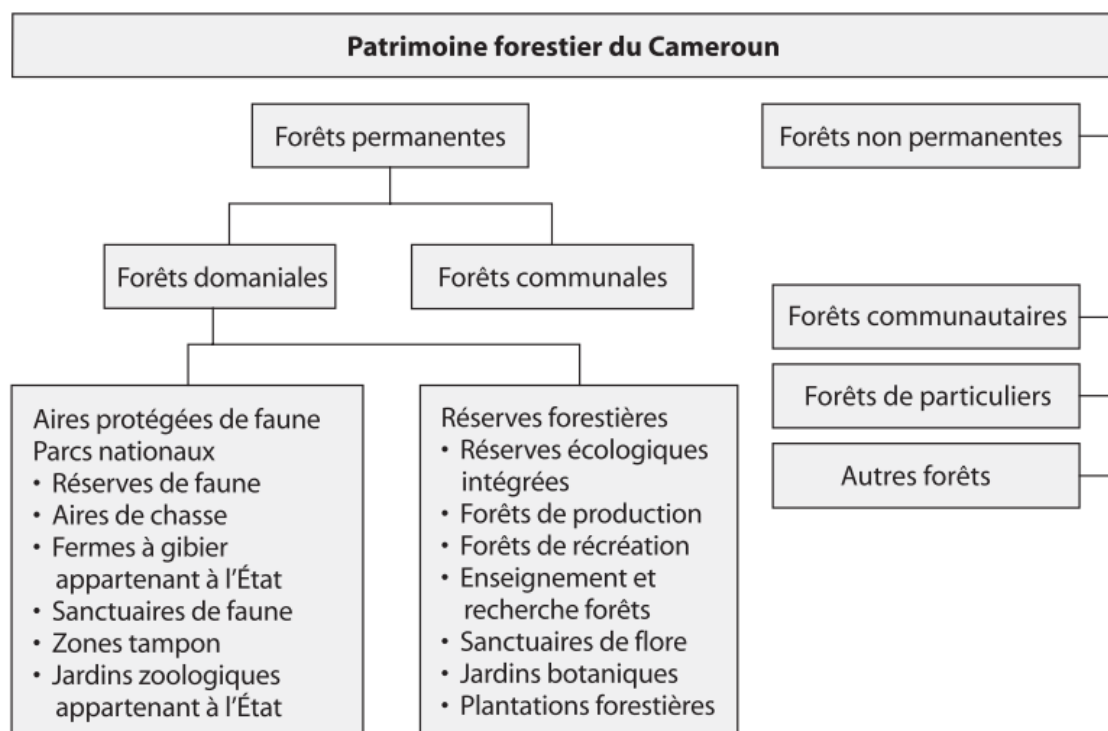 Patrimoine forestier du Cameroun
Forêts permanentes
Forêts non permanentes
Forêts domaniales
Forêts communales
Forêts communautaires
Forêts de particuliers
Autres forêts
Aires protégées de faune
Parcs nationaux
• Réserves de faune
• Aires de chasse
• Fermes à gibier
appartenant à l'État
• Sanctuaires de faune
• Zones tampon
• Jardins zoologiques
appartenant à l'État
Réserves forestières
• Réserves écologiques
intégrées
• Forêts de production
• Forêts de récréation
• Enseignement et
recherche forêts
• Sanctuaires de flore
• Jardins botaniques
• Plantations forestières